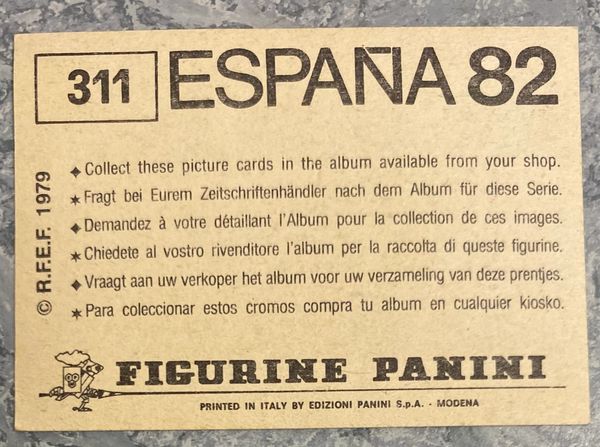 311 ESPAÑA 82
© R.F.E.F. 1979
Collect these picture cards in the album available from your shop.
Fragt bei Eurem Zeitschriftenhändler nach dem Album für diese Serie.
Demandez à votre détaillant l'Album pour la collection de ces images.
Chiedete al vostro rivenditore l'album per la raccolta di queste figurine.
Vraagt aan uw verkoper het album voor uw verzameling van deze prentjes.
Para coleccionar estos cromos compra tu album en cualquier kiosko.
FIGURINE PANINI
PRINTED IN ITALY BY EDIZIONI PANINI S.p.A. - MODENA